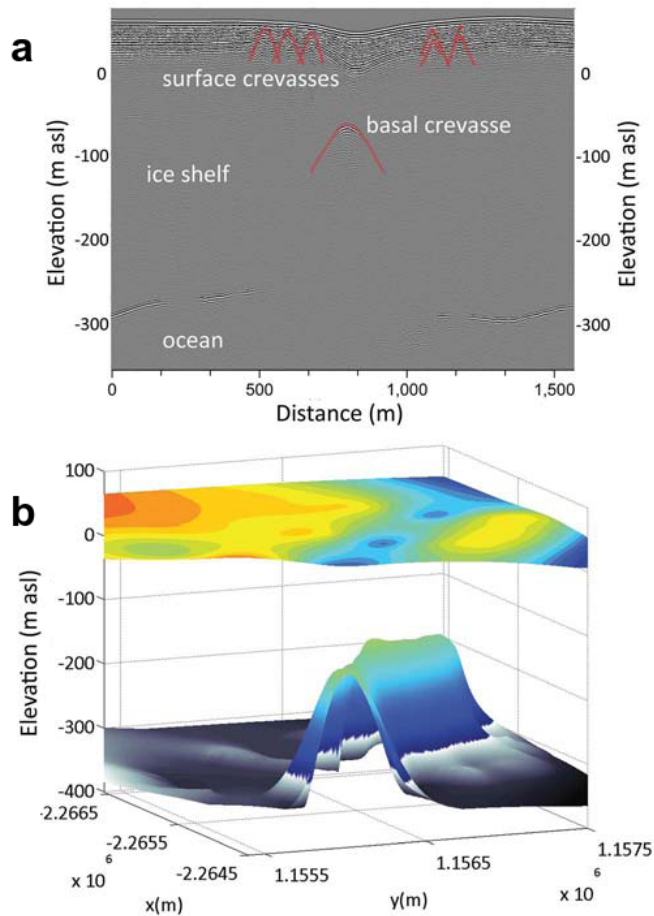 a
0
surface crevasses
0
basal crevasse
-100
ice shelf
-100
-200
-200
-300
ocean
-300
Elevation (m asl)
Elevation (m asl)
0
500
1,000
1,500
Distance (m)
b
100
0
-100
-200
-300
-400
Elevation (m asl)
-2.2665
-2.2655
-2.2645
x 10 6
x(m)
1.1555
1.1565
1.1575
x 10 6
y(m)